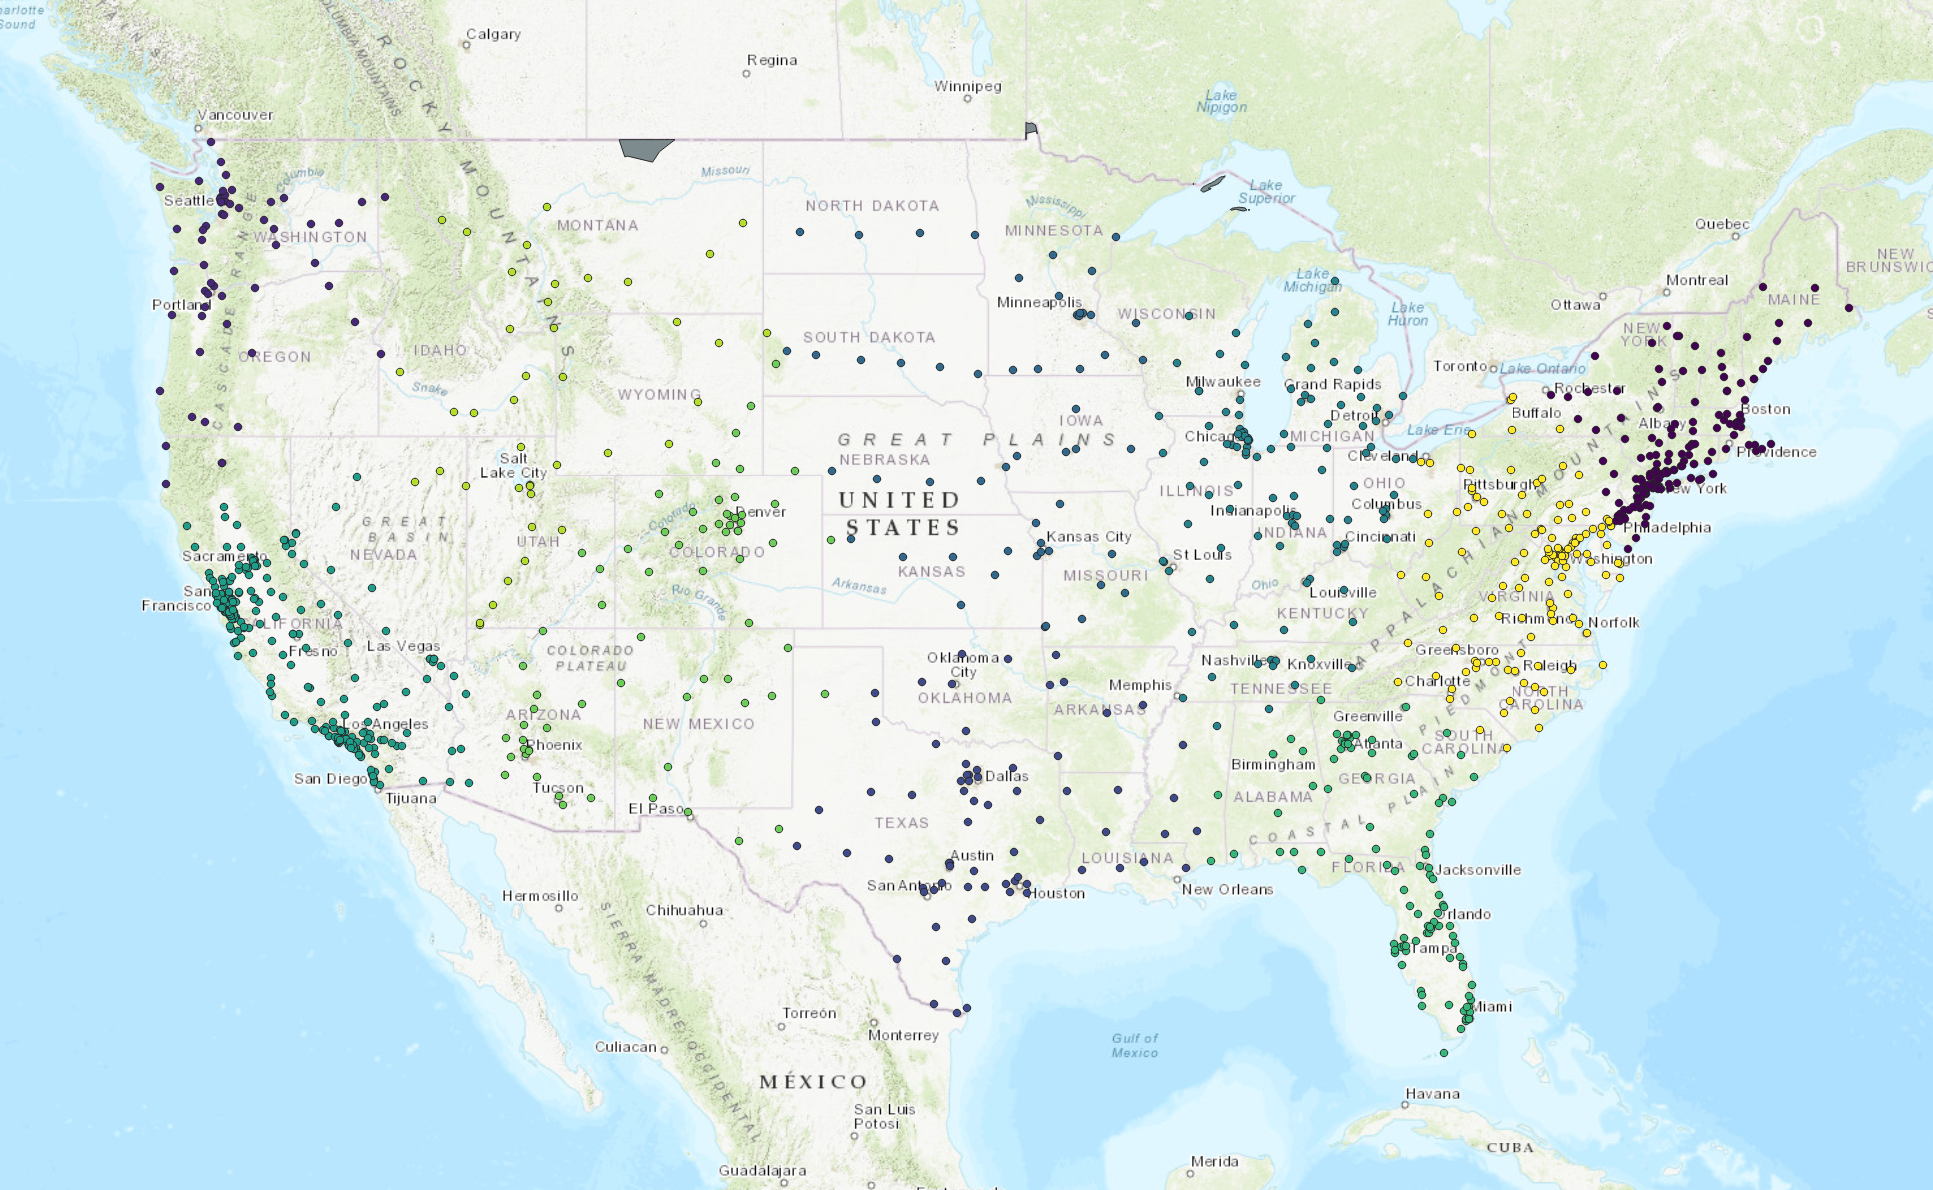 arlotte
Sound
Calgary
Regina
Winnipeg
Lake
Nipigon
Vancouver
COLUMBIA MOUNTAINS
ROCKY MOUNTAINS
Columbia
Missouri
Mississippi
Lake
Superior
Seattle
WASHINGTON
MONTANA
NORTH DAKOTA
MINNESOTA
Quebec
NEW
BRUNSWIC
Montreal
Ottawa
MAINE
Lake
Michigan
Lake
Huron
Portland
Minneapolis
WISCONSIN
NEW
YORK
CASCADE RANGE
OREGON
IDAHO
SOUTH DAKOTA
Toronto
Lake Ontario
Snake
WYOMING
Milwaukee
Grand Rapids
Rochester
Buffalo
Boston
Detroit
IOWA
Albany
Lake Erie
GREAT PLAINS
NEBRASKA
Chicago
MICHIGAN
Cleveland
Providence
Salt
Lake City
UNITED
STATES
ILLINOIS
OHIO
Pittsburgh
New York
Denver
Colorado
Indianapolis
Columbus
GREAT
BASIN
NEVADA
UTAH
COLORADO
Kansas City
INDIANA
Cincinnati
Philadelphia
Sacramento
St Louis
Washington
KANSAS
MISSOURI
APPALACHIAN MOUNTAINS
San
Francisco
Rio Grande
Arkansas
Ohio
Louisville
KENTUCKY
VIRGINIA
Richmond
Norfolk
CALIFORNIA
Fresno
Las Vegas
COLORADO
PLATEAU
Oklahoma
City
OKLAHOMA
Nashville
Knoxville
Greensboro
Raleigh
Memphis
TENNESSEE
Charlotte
NORTH
CAROLINA
ARKANSAS
Los Angeles
ARIZONA
NEW MEXICO
Greenville
PIEDMONT
SOUTH
CAROLINA
Phoenix
Atlanta
San Diego
Tijuana
Tucson
Dallas
Birmingham
GEORGIA
ALABAMA
El Paso
TEXAS
COASTAL PLAIN
Austin
LOUISIANA
FLORIDA
Jacksonville
San Antonio
Houston
New Orleans
Hermosillo
Chihuahua
Orlando
Tampa
SIERRA MADRE OCCIDENTAL
Miami
Torreón
Monterrey
Culiacan
Gulf of
Mexico
MÉXICO
Havana
San Luis
Potosi
CUBA
Merida
Guadalajara